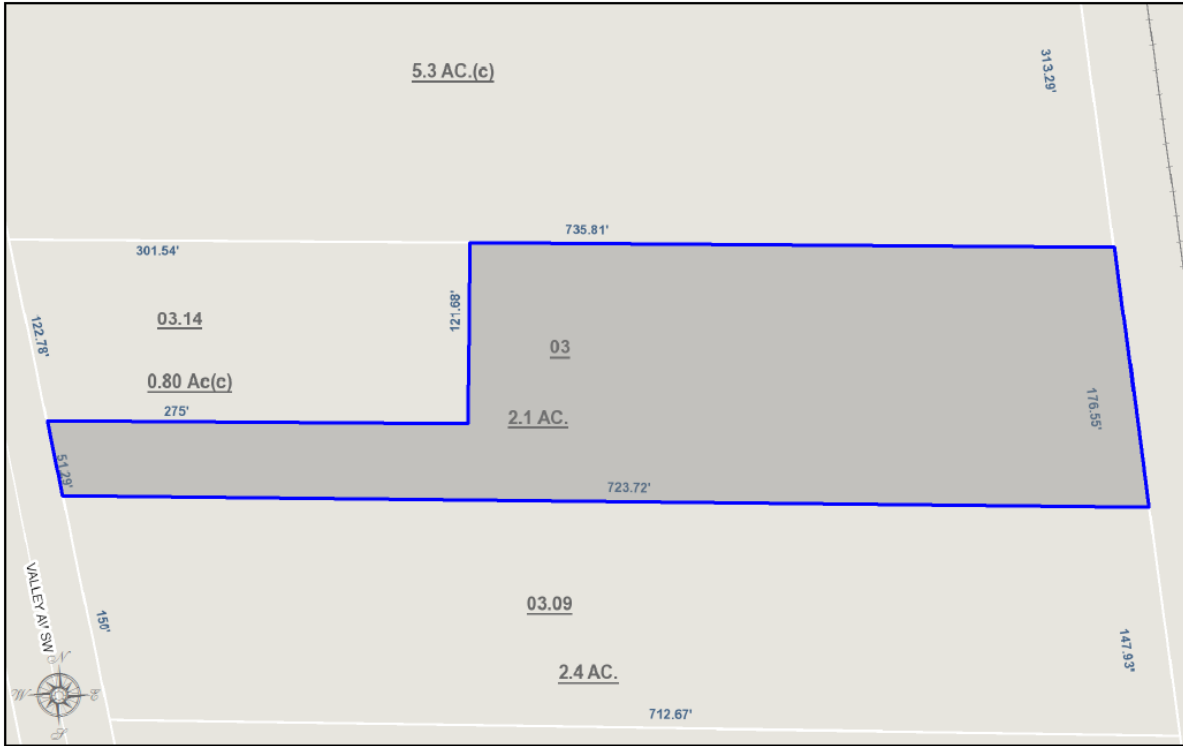 5.3 AC.(c)
313.29'
735.81'
301.54'
121.68'
03.14
122.78'
03
0.80 Ac(c)
176.55'
275'
2.1 AC.
51.29'
723.72'
VALLEY AV SW
03.09
150'
147.93'
N
2.4 AC.
W
E
712.67'
S